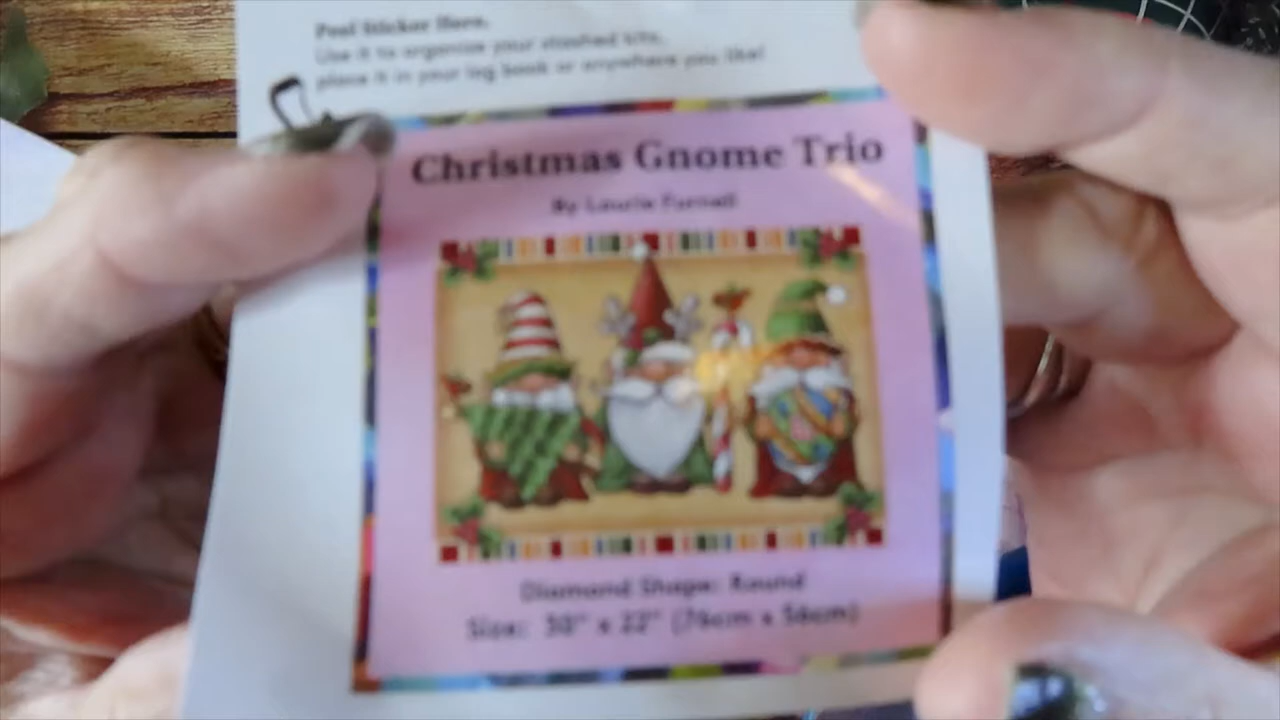 Peel Sticker Here.
Use it to organize your stashed kits,
place it in your log book or anywhere you like!
Christmas Gnome Trio
By Laurie Furnell
Diamond Shape: Round
Size: 30" x 22" (76cm x 56cm)